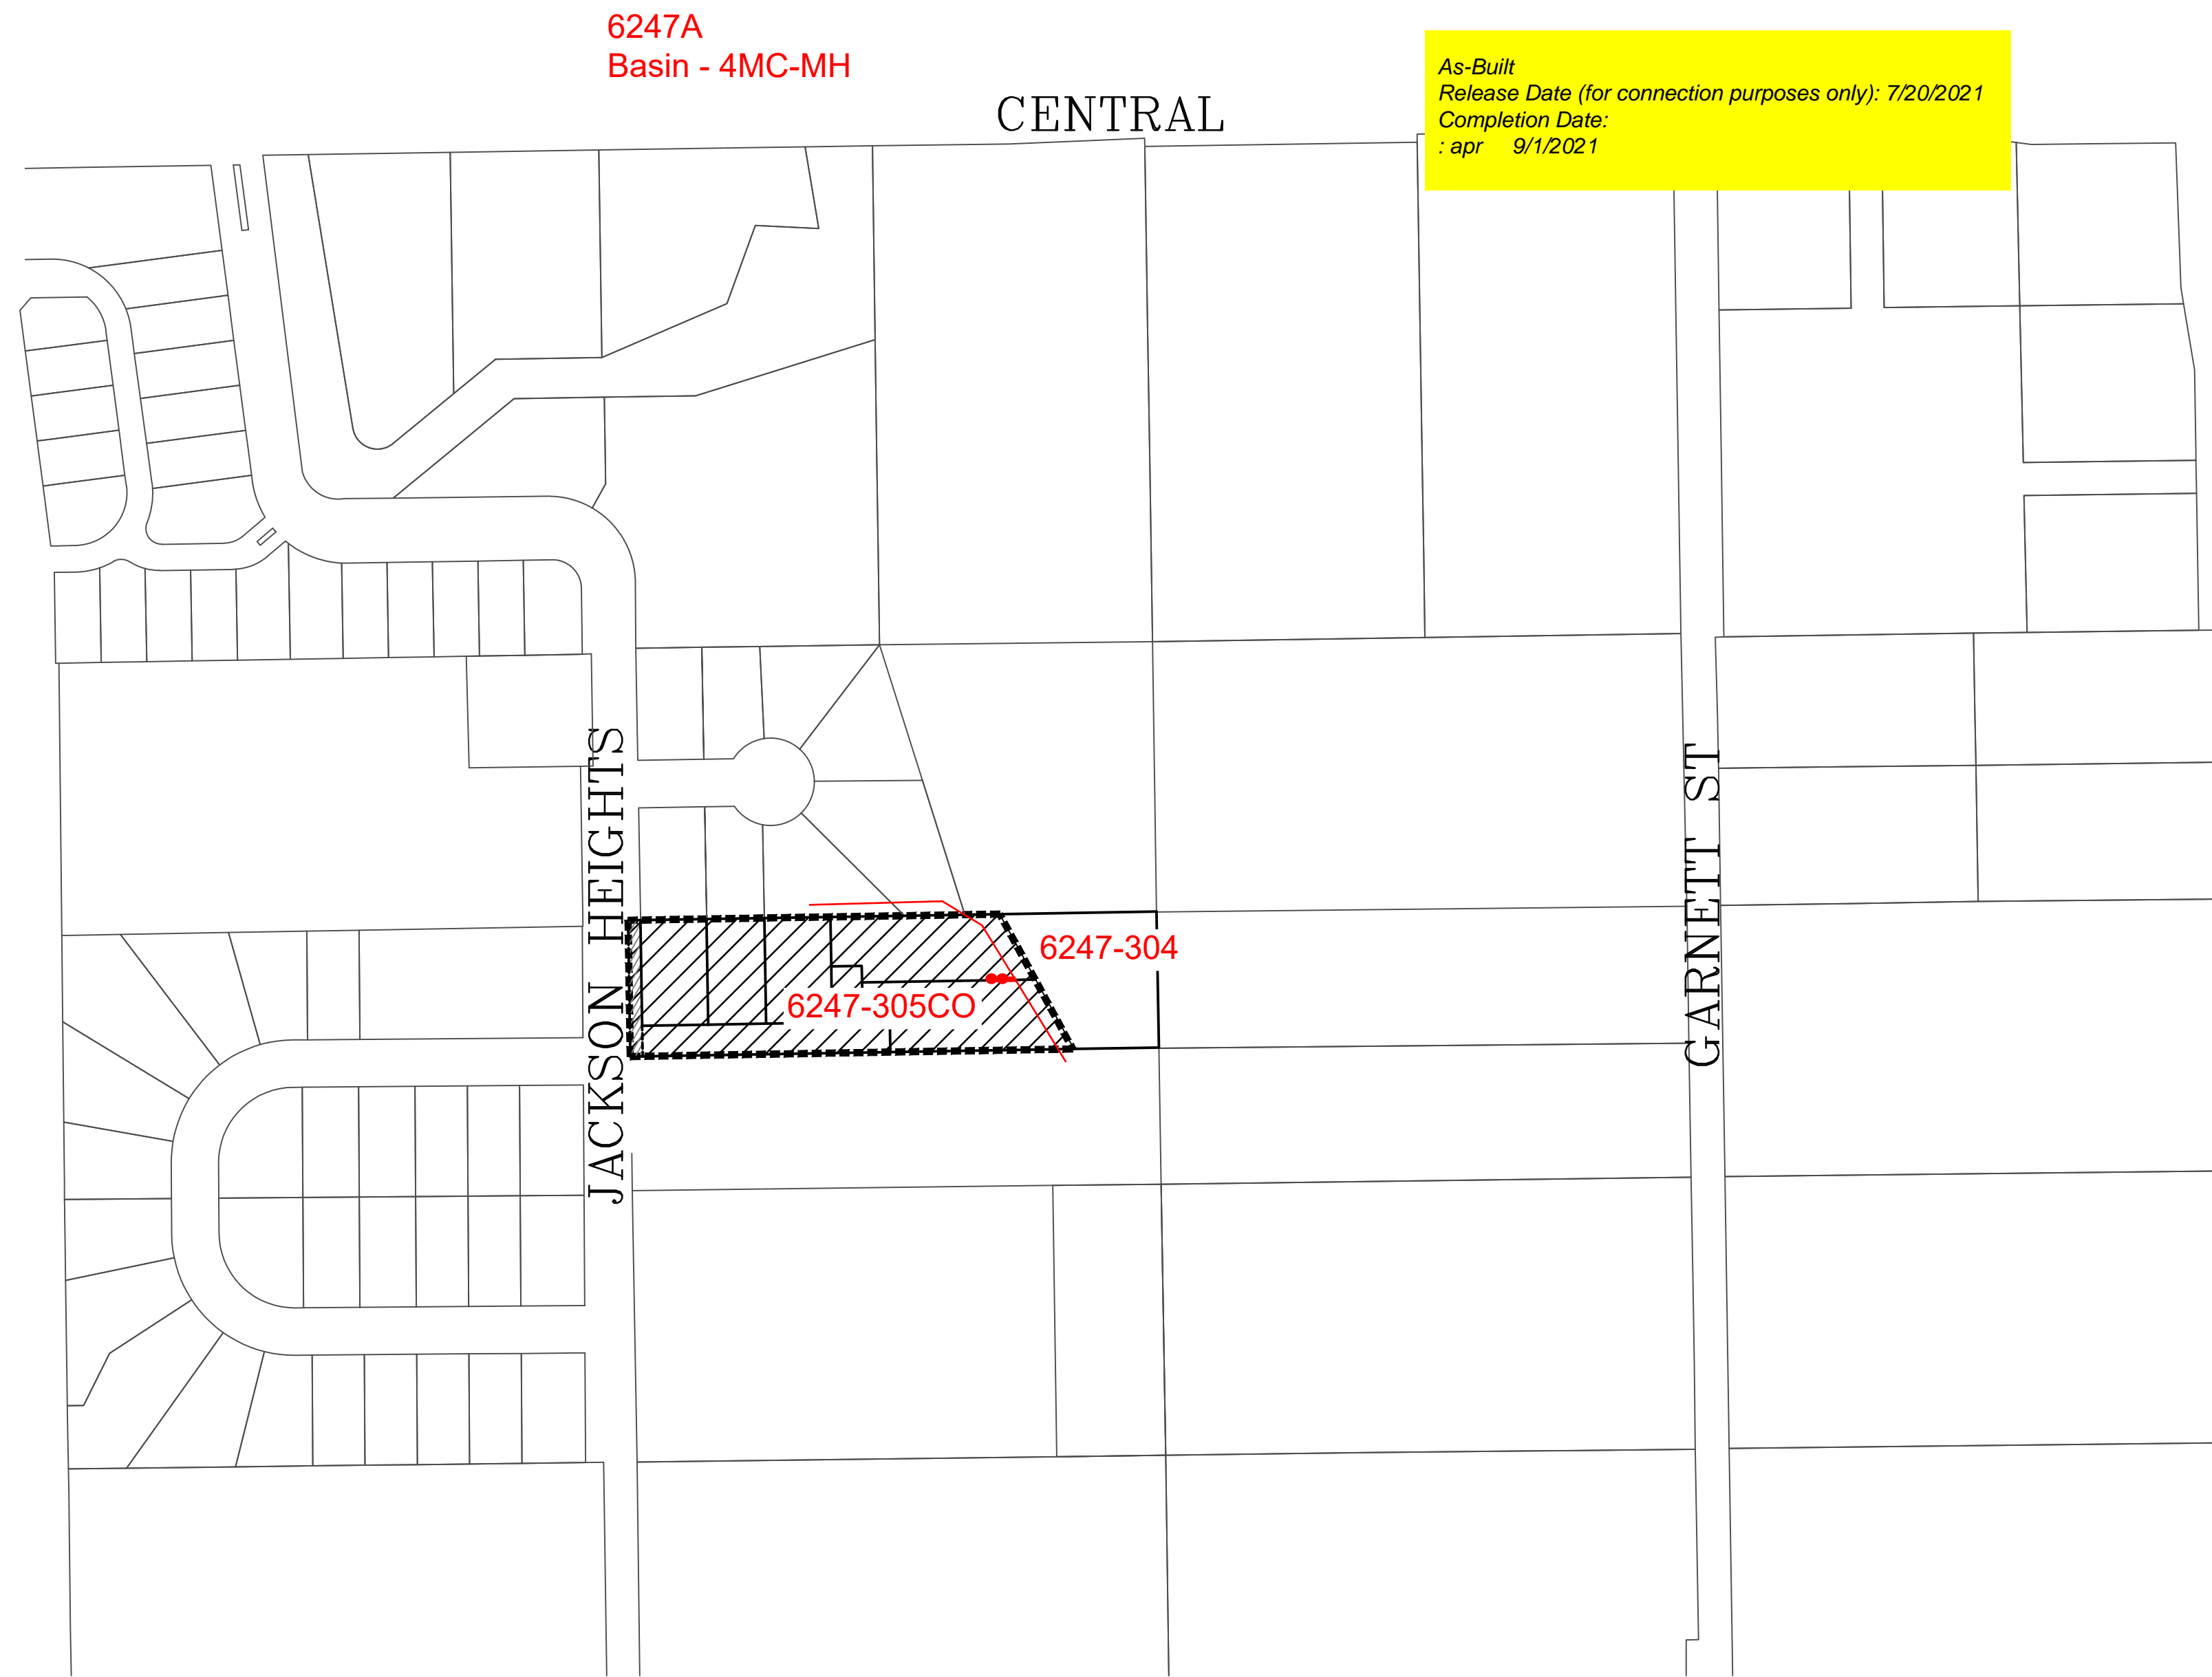 6247A
Basin - 4MC-MH
As-Built
Release Date (for connection purposes only): 7/20/2021
Completion Date:
: apr 9/1/2021
CENTRAL
JACKSON HEIGHTS
GARNETT ST
6247-304
6247-305CO